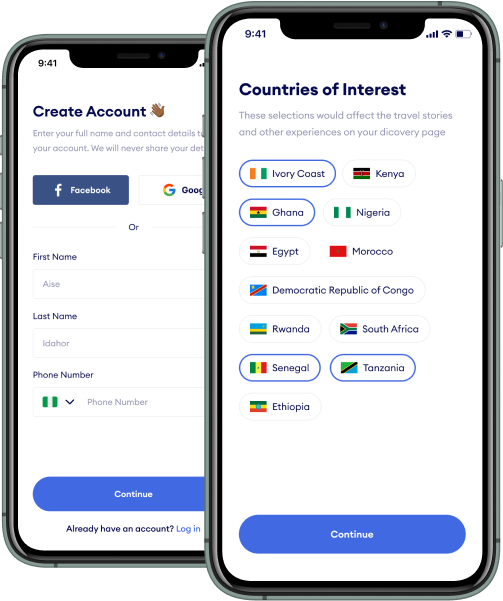 9:41
Create Account 👋🏾
Enter your full name and contact details to
your account. We will never share your det
Facebook
Goog
Or
First Name
Aise
Last Name
Idahor
Phone Number
Phone Number
Continue
Already have an account? Log in
9:41
Countries of Interest
These selections would affect the travel stories
and other experiences on your dicovery page
Ivory Coast
Kenya
Ghana
Nigeria
Egypt
Morocco
Democratic Republic of Congo
Rwanda
South Africa
Senegal
Tanzania
Ethiopia
Continue